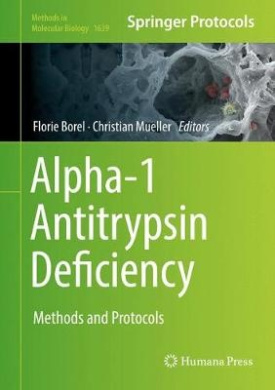 Methods in
Molecular Biology 1639
Springer Protocols
Florie Borel · Christian Mueller Editors
Alpha-1
Antitrypsin
Deficiency
Methods and Protocols
Humana Press